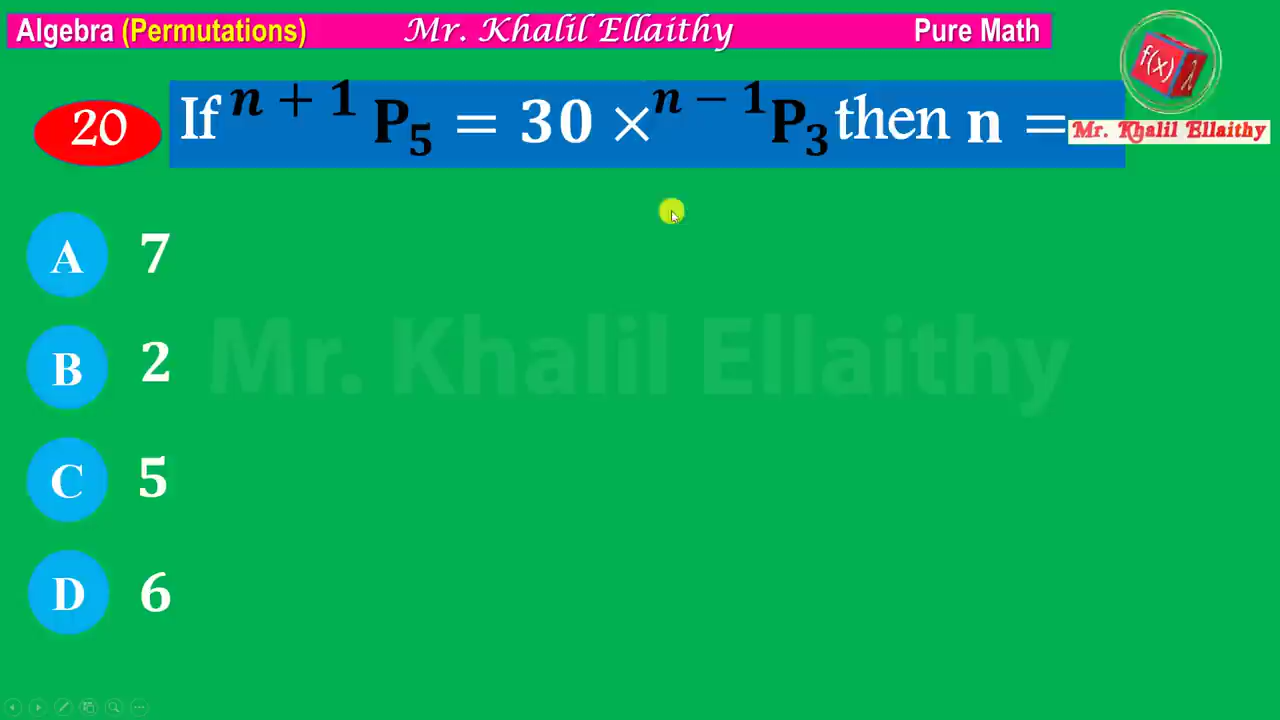 Algebra (Permutations) Mr. Khalil Ellaithy Pure Math
f(x)
λ
Mr. Khalil Ellaithy
20 If ⁿ⁺¹P₅ = 30 ×ⁿ⁻¹P₃ then n =
A 7
Mr. Khalil Ellaithy
B 2
C 5
D 6